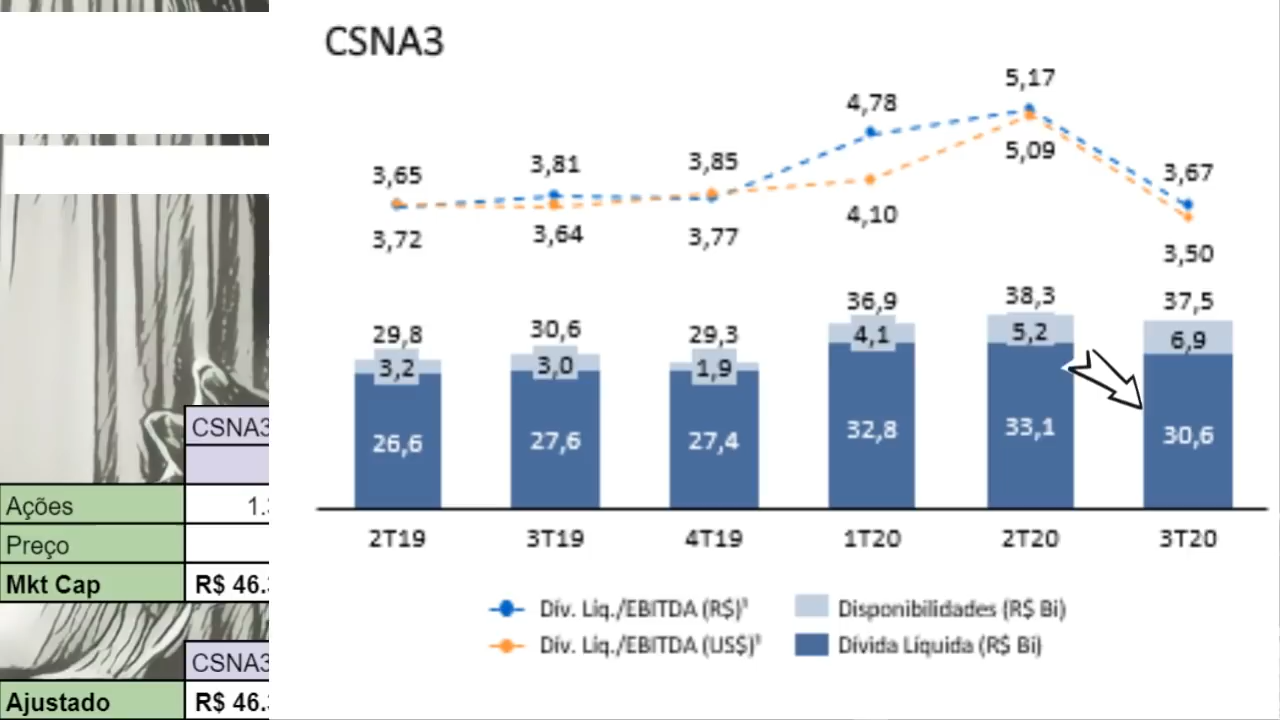 CSNA3
5,17
4,78
5,09
3,65 3,81 3,85 3,67
4,10
3,72 3,64 3,77 3,50
29,8 30,6 29,3 36,9 38,3 37,5
3,2 3,0 1,9 4,1 5,2 6,9
26,6 27,6 27,4 32,8 33,1 30,6
2T19 3T19 4T19 1T20 2T20 3T20
Dív. Líq./EBITDA (R$)¹ Disponibilidades (R$ Bi)
Dív. Líq./EBITDA (US$)¹ Dívida Líquida (R$ Bi)
CSNA3
Ações 1.
Preço
Mkt Cap R$ 46.
CSNA3
Ajustado R$ 46.